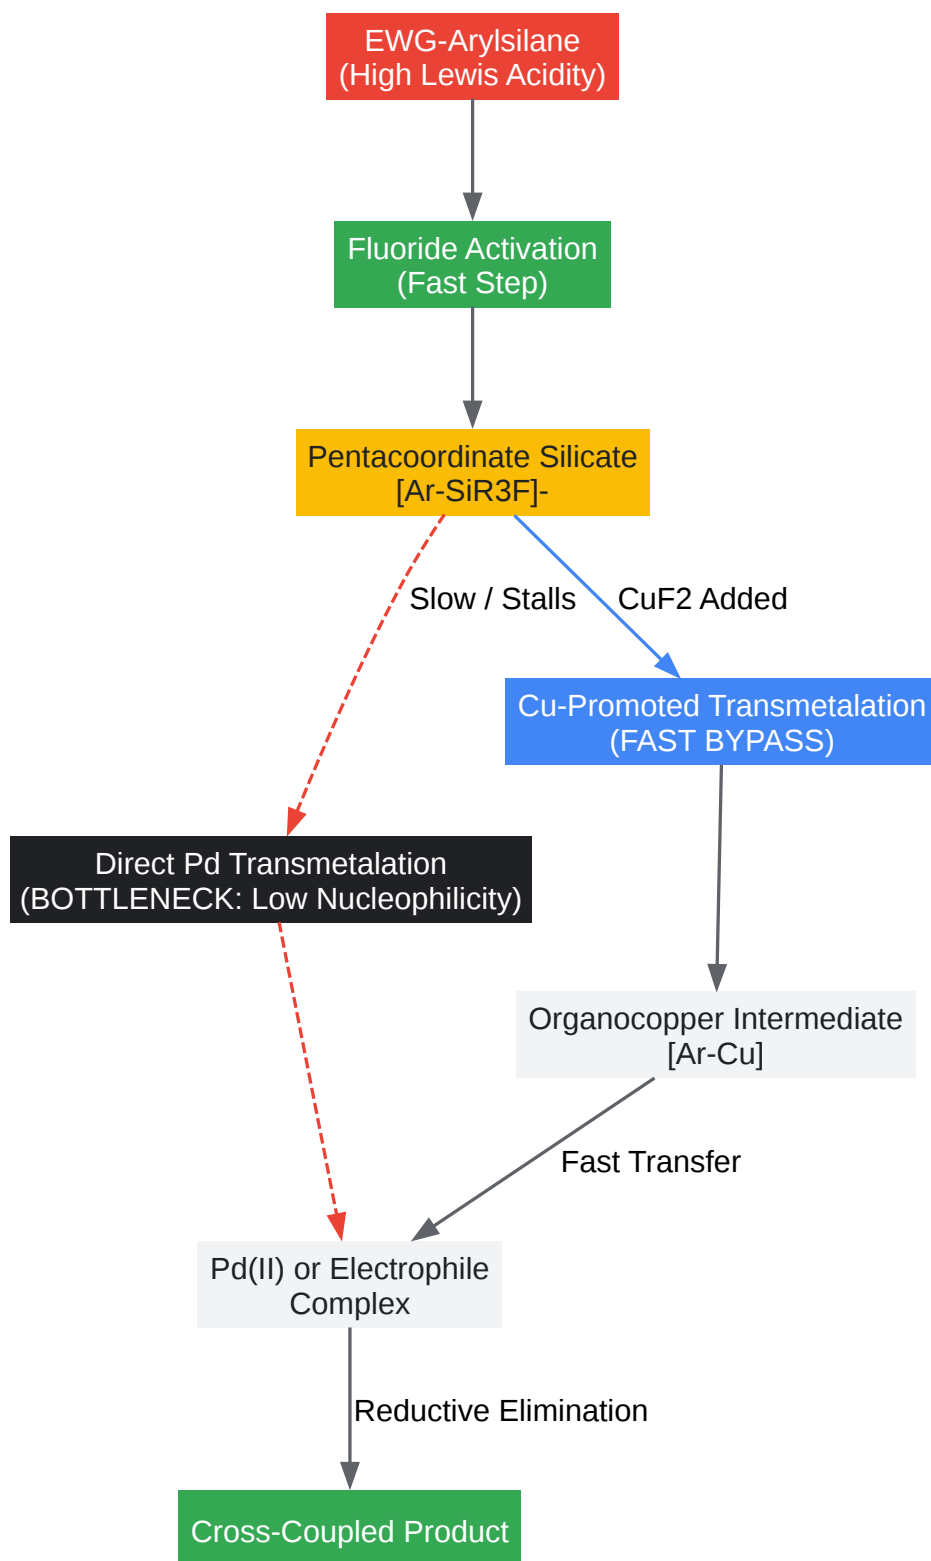 EWG-Arylsilane
(High Lewis Acidity)
Fluoride Activation
(Fast Step)
Pentacoordinate Silicate
[Ar-SiR3F]-
Slow / Stalls
CuF2 Added
Cu-Promoted Transmetalation
(FAST BYPASS)
Direct Pd Transmetalation
(BOTTLENECK: Low Nucleophilicity)
Organocopper Intermediate
[Ar-Cu]
Fast Transfer
Pd(II) or Electrophile
Complex
Reductive Elimination
Cross-Coupled Product